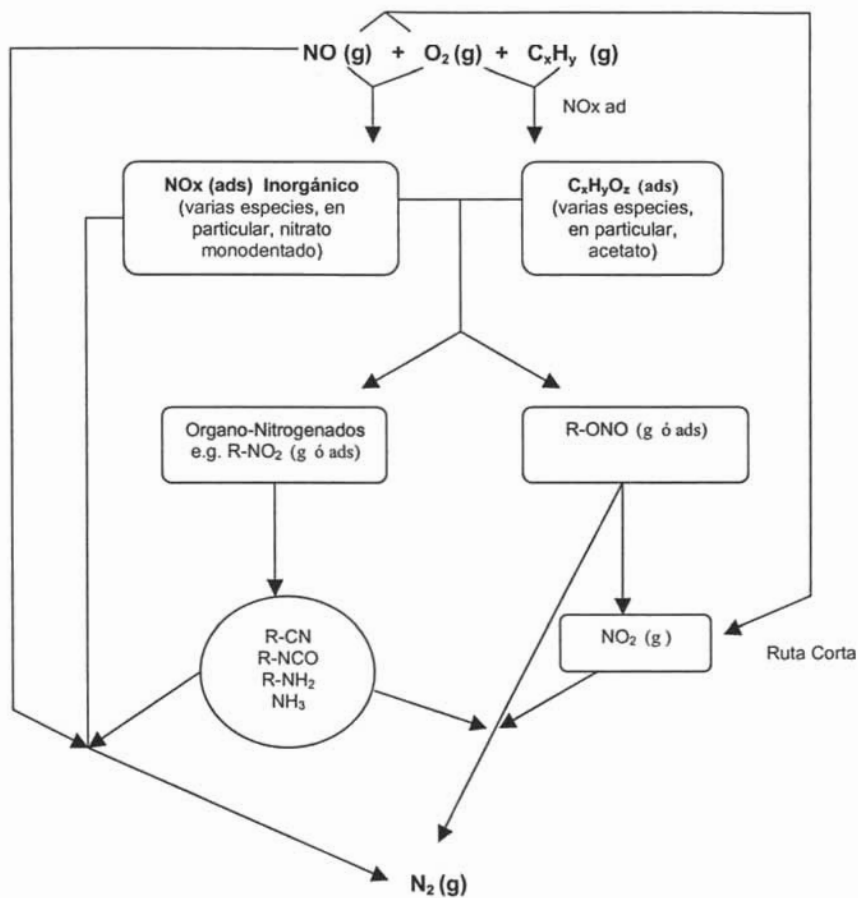 NO (g) + O₂ (g) + CₓHᵧ (g)
NOx ad
NOx (ads) Inorgánico
(varias especies, en
particular, nitrato
monodentado)
CₓHᵧO_z (ads)
(varias especies,
en particular,
acetato)
Organo-Nitrogenados
e.g. R-NO₂ (g ó ads)
R-ONO (g ó ads)
R-CN
R-NCO
R-NH₂
NH₃
NO₂ (g)
Ruta Corta
N₂ (g)